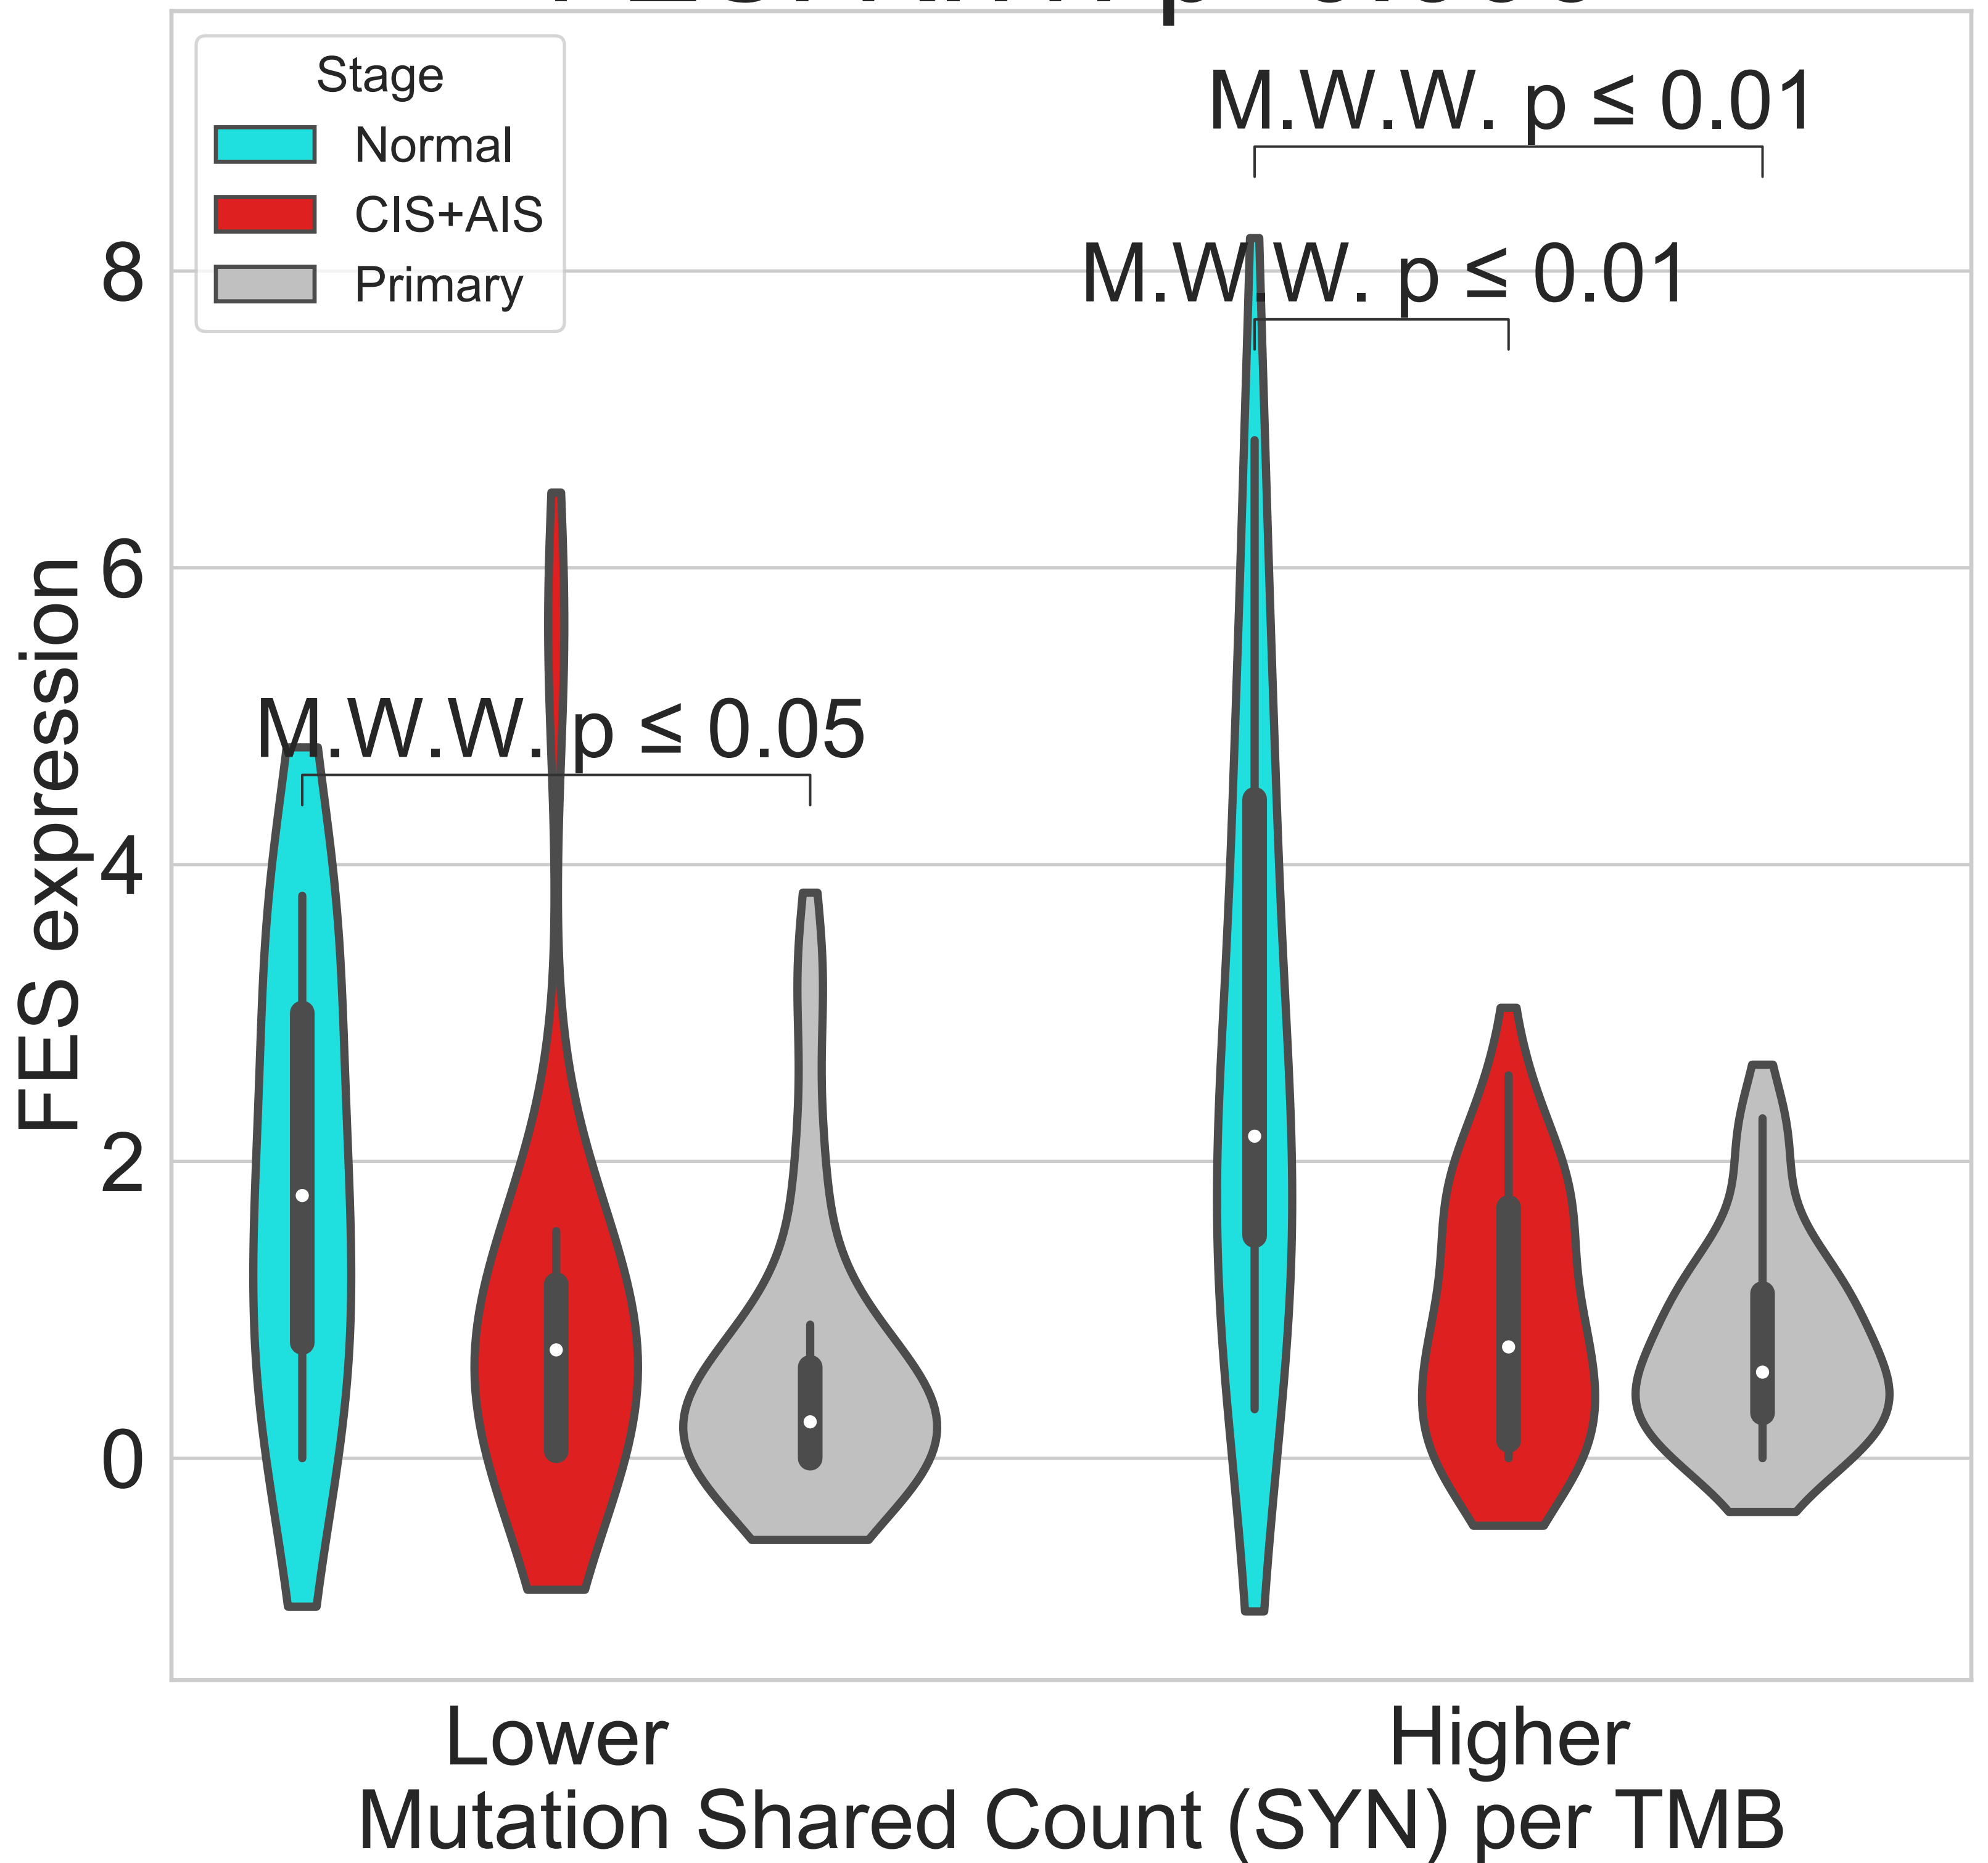 Stage
Normal
CIS+AIS
Primary
M.W.W. p ≤ 0.01
M.W.W. p ≤ 0.01
M.W.W. p ≤ 0.05
8
6
4
2
0
FES expression
Lower
Higher
Mutation Shared Count (SYN) per TMB